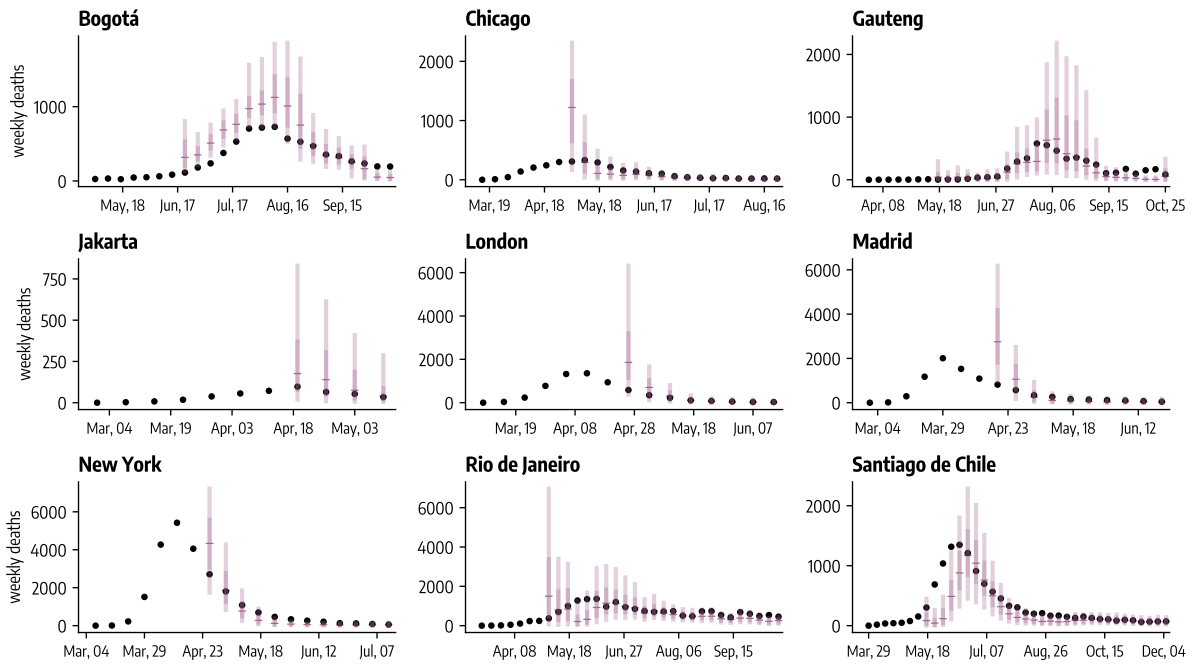 Bogotá
weekly deaths
1000
0
May, 18 Jun, 17 Jul, 17 Aug, 16 Sep, 15
Chicago
2000
1000
0
Mar, 19 Apr, 18 May, 18 Jun, 17 Jul, 17 Aug, 16
Gauteng
2000
1000
0
Apr, 08 May, 18 Jun, 27 Aug, 06 Sep, 15 Oct, 25
Jakarta
weekly deaths
750
500
250
0
Mar, 04 Mar, 19 Apr, 03 Apr, 18 May, 03
London
6000
4000
2000
0
Mar, 19 Apr, 08 Apr, 28 May, 18 Jun, 07
Madrid
6000
4000
2000
0
Mar, 04 Mar, 29 Apr, 23 May, 18 Jun, 12
New York
weekly deaths
6000
4000
2000
0
Mar, 04 Mar, 29 Apr, 23 May, 18 Jun, 12 Jul, 07
Rio de Janeiro
6000
4000
2000
0
Apr, 08 May, 18 Jun, 27 Aug, 06 Sep, 15
Santiago de Chile
2000
1000
0
Mar, 29 May, 18 Jul, 07 Aug, 26 Oct, 15 Dec, 04